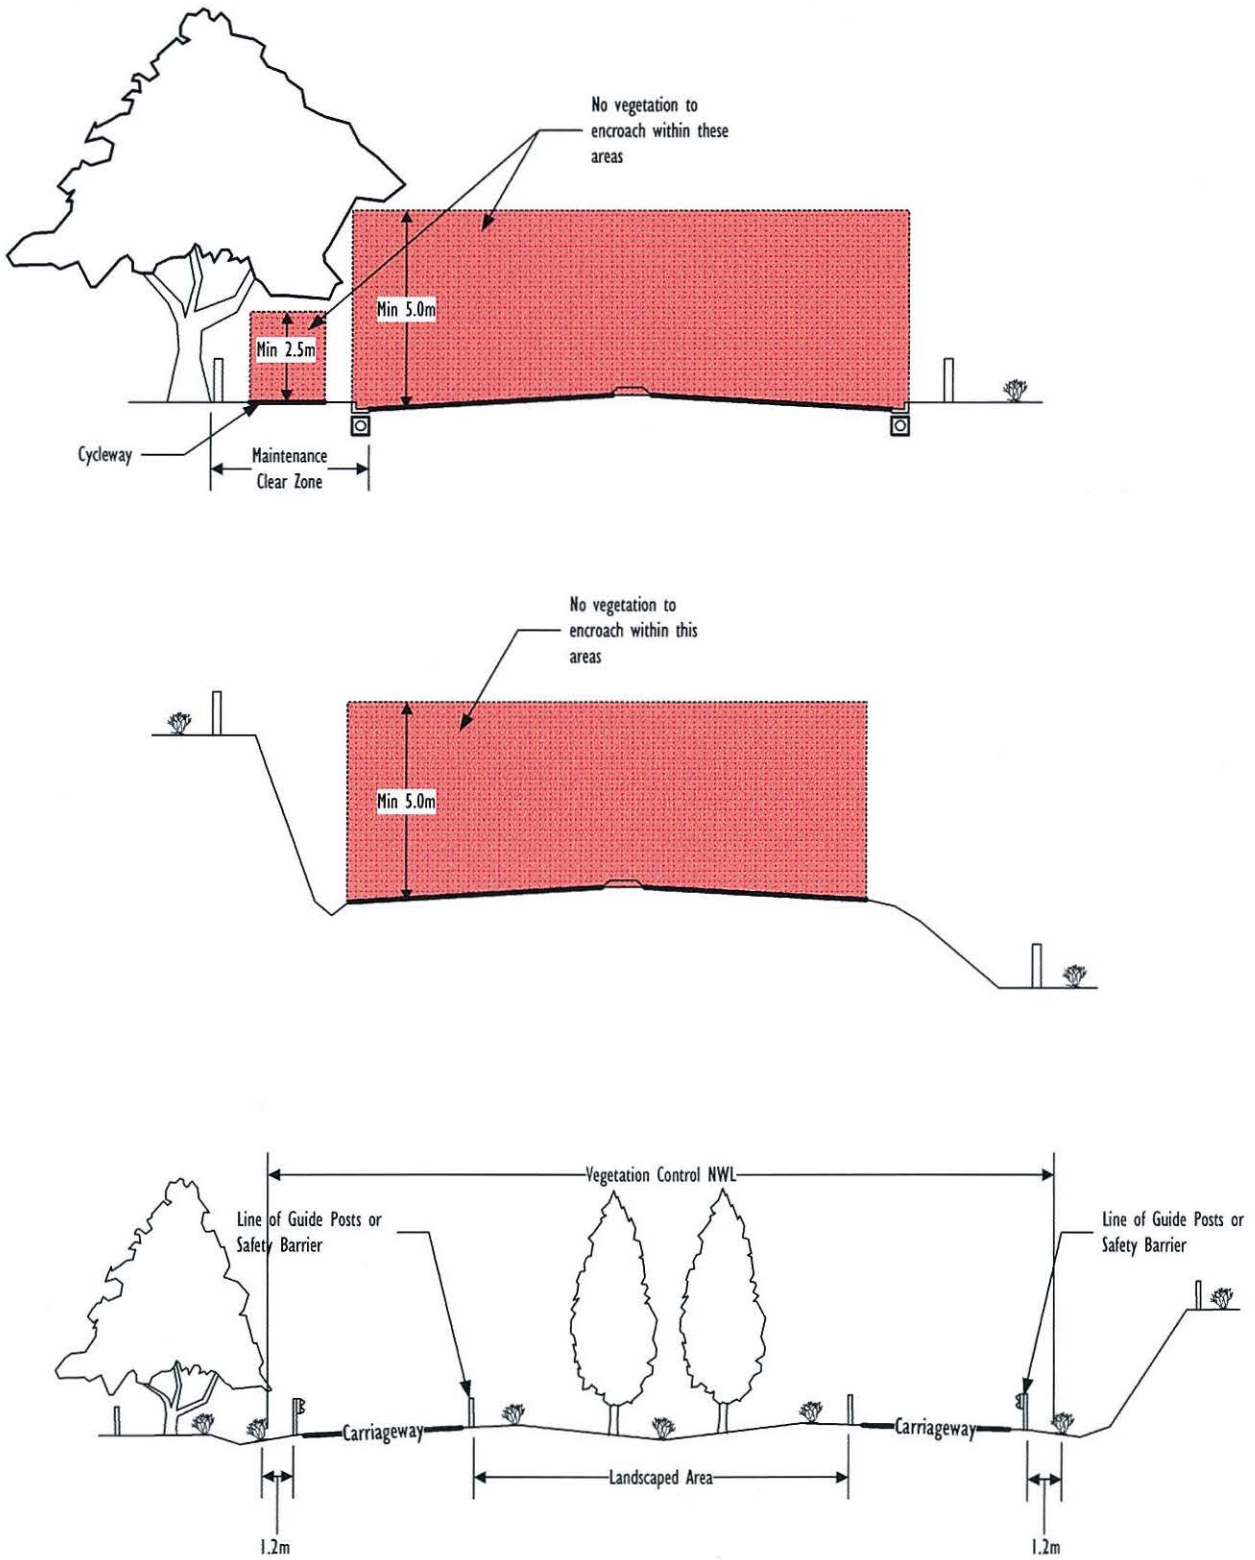 No vegetation to
encroach within these
areas
Min 5.0m
Min 2.5m
Cycleway
Maintenance
Clear Zone
No vegetation to
encroach within this
areas
Min 5.0m
Vegetation Control NWL
Line of Guide Posts or
Safety Barrier
Line of Guide Posts or
Safety Barrier
Carriageway
Carriageway
Landscaped Area
1.2m
1.2m